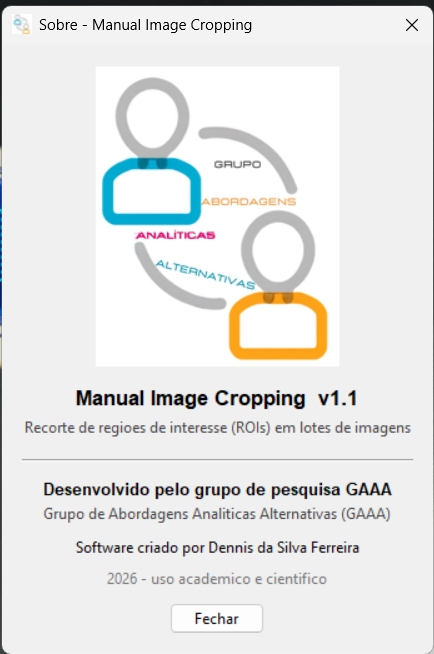 Sobre - Manual Image Cropping
GRUPO
ABORDAGENS
ANALÍTICAS
ALTERNATIVAS
Manual Image Cropping v1.1
Recorte de regioes de interesse (ROIs) em lotes de imagens
Desenvolvido pelo grupo de pesquisa GAAA
Grupo de Abordagens Analiticas Alternativas (GAAA)
Software criado por Dennis da Silva Ferreira
2026 - uso academico e cientifico
Fechar